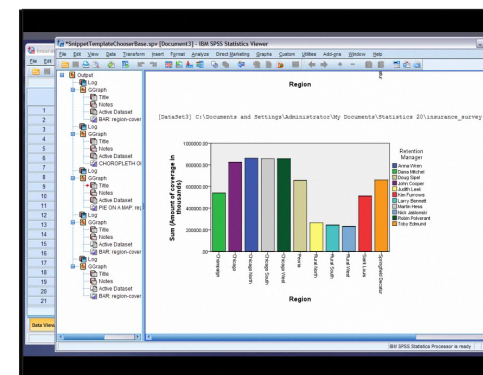 *SnippetTemplateChooserBase.spv [Document3] - IBM SPSS Statistics Viewer
File Edit View Data Transform Insert Format Analyze Direct Marketing Graphs Custom Utilities Add-ons Window Help
File Edit
Output
Log
GGraph
Title
Notes
Active Dataset
BAR: region-cover
Log
GGraph
Title
Notes
Active Dataset
CHOROPLETH O
Log
GGraph
Title
Notes
Active Dataset
PIE ON A MAP: reg
Log
GGraph
Title
Notes
Active Dataset
BAR: region-cover
Log
GGraph
Title
Notes
Active Dataset
BAR: region-cover
1
2
3
4
5
6
7
8
9
10
11
12
13
14
15
16
17
18
19
20
21
Data View
Region
[DataSet3] C:\Documents and Settings\Administrator\My Documents\Statistics 20\insurance_survey
Sum (Amount of coverage in thousands)
1000000.00
800000.00
600000.00
400000.00
200000.00
.00
Champaign
Chicago
Chicago North
Chicago South
Chicago West
Peoria
Rural North
Rural South
Rural West
Saint Louis
Springfield Decatur
Region
Retention
Manager
Anna Wren
Dana Mitchel
Doug Sipel
John Cooper
Judith Leek
Ken Furrows
Larry Bennett
Martin Hess
Nick Jablonski
Toby Edmund
IBM SPSS Statistics Processor is ready